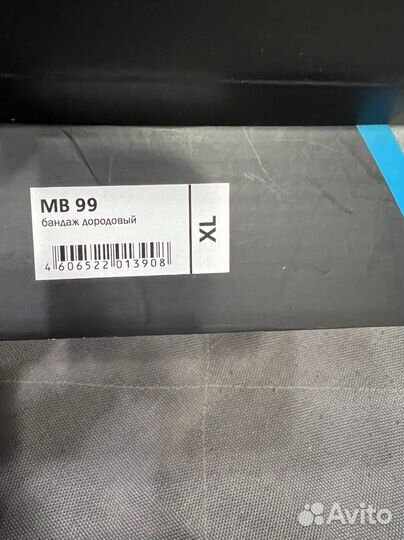 MB 99
бандаж дородовый
4 606522 013908
XL
Avito